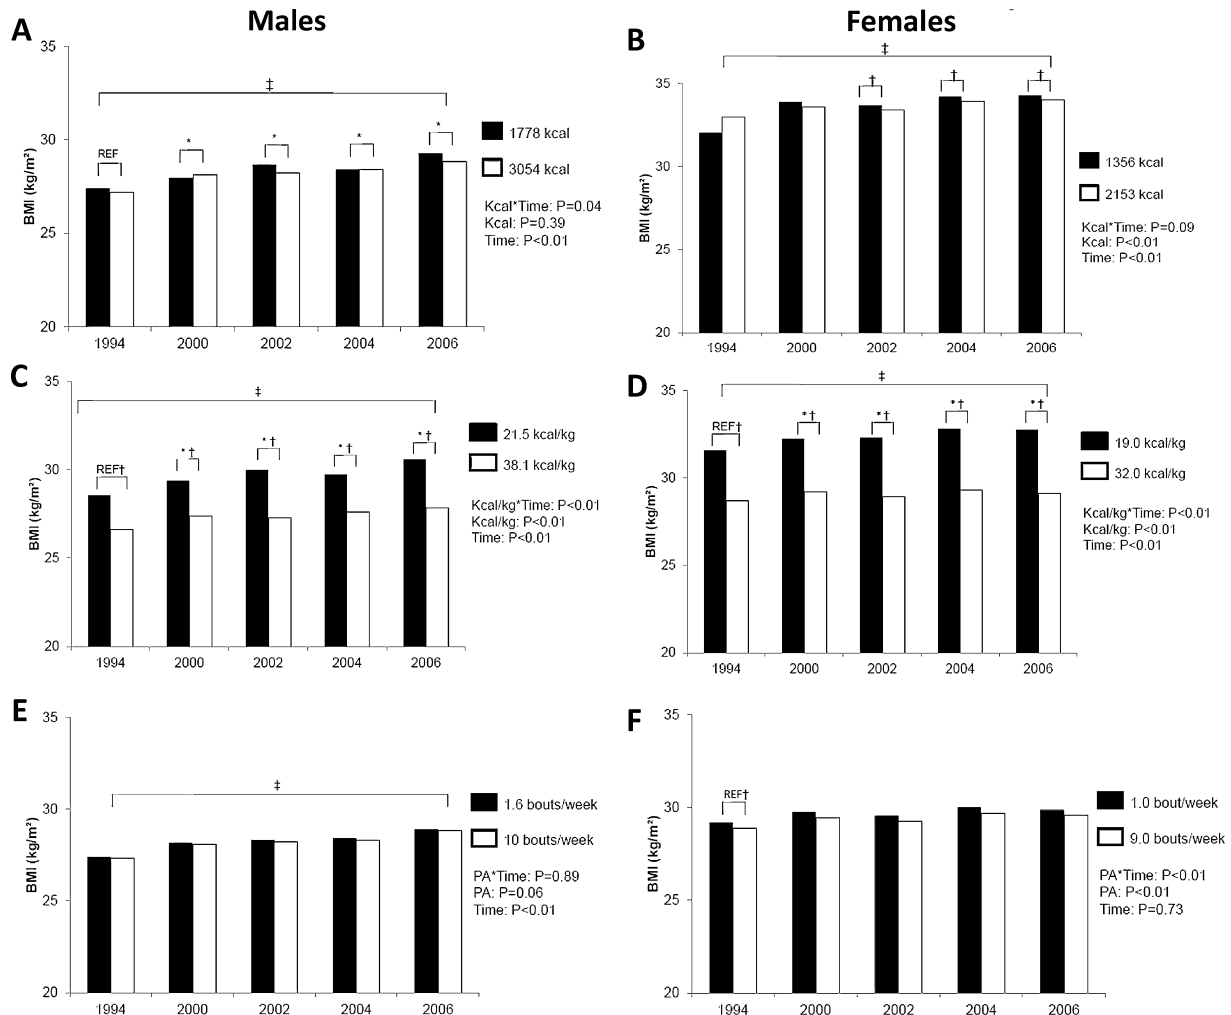 Males
Females
A
35
30
25
20
BMI (kg/m²)
‡
REF
*
*
*
*
1994
2000
2002
2004
2006
1778 kcal
3054 kcal
Kcal*Time: P=0.04
Kcal: P=0.39
Time: P<0.01
B
35
30
25
20
BMI (kg/m²)
‡
†
†
†
1994
2000
2002
2004
2006
1356 kcal
2153 kcal
Kcal*Time: P=0.09
Kcal: P<0.01
Time: P<0.01
C
35
30
25
20
BMI (kg/m²)
‡
REF†
*†
*†
*†
*†
1994
2000
2002
2004
2006
21.5 kcal/kg
38.1 kcal/kg
Kcal/kg*Time: P<0.01
Kcal/kg: P<0.01
Time: P<0.01
D
35
30
25
20
BMI (kg/m²)
‡
REF†
*†
*†
*†
*†
1994
2000
2002
2004
2006
19.0 kcal/kg
32.0 kcal/kg
Kcal/kg*Time: P<0.01
Kcal/kg: P<0.01
Time: P<0.01
E
35
30
25
20
BMI (kg/m²)
‡
1994
2000
2002
2004
2006
1.6 bouts/week
10 bouts/week
PA*Time: P=0.89
PA: P=0.06
Time: P<0.01
F
35
30
25
20
BMI (kg/m²)
REF†
1994
2000
2002
2004
2006
1.0 bout/week
9.0 bouts/week
PA*Time: P<0.01
PA: P<0.01
Time: P=0.73